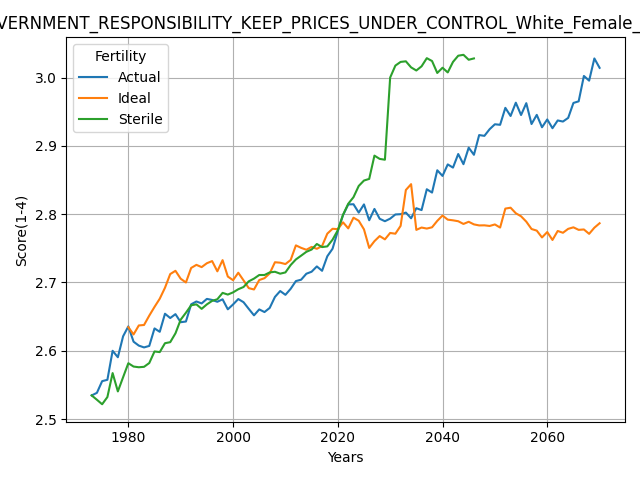 VERNMENT_RESPONSIBILITY_KEEP_PRICES_UNDER_CONTROL_White_Female_
Fertility
Actual
Ideal
Sterile
Score(1-4)
3.0
2.9
2.8
2.7
2.6
2.5
1980 2000 2020 2040 2060
Years